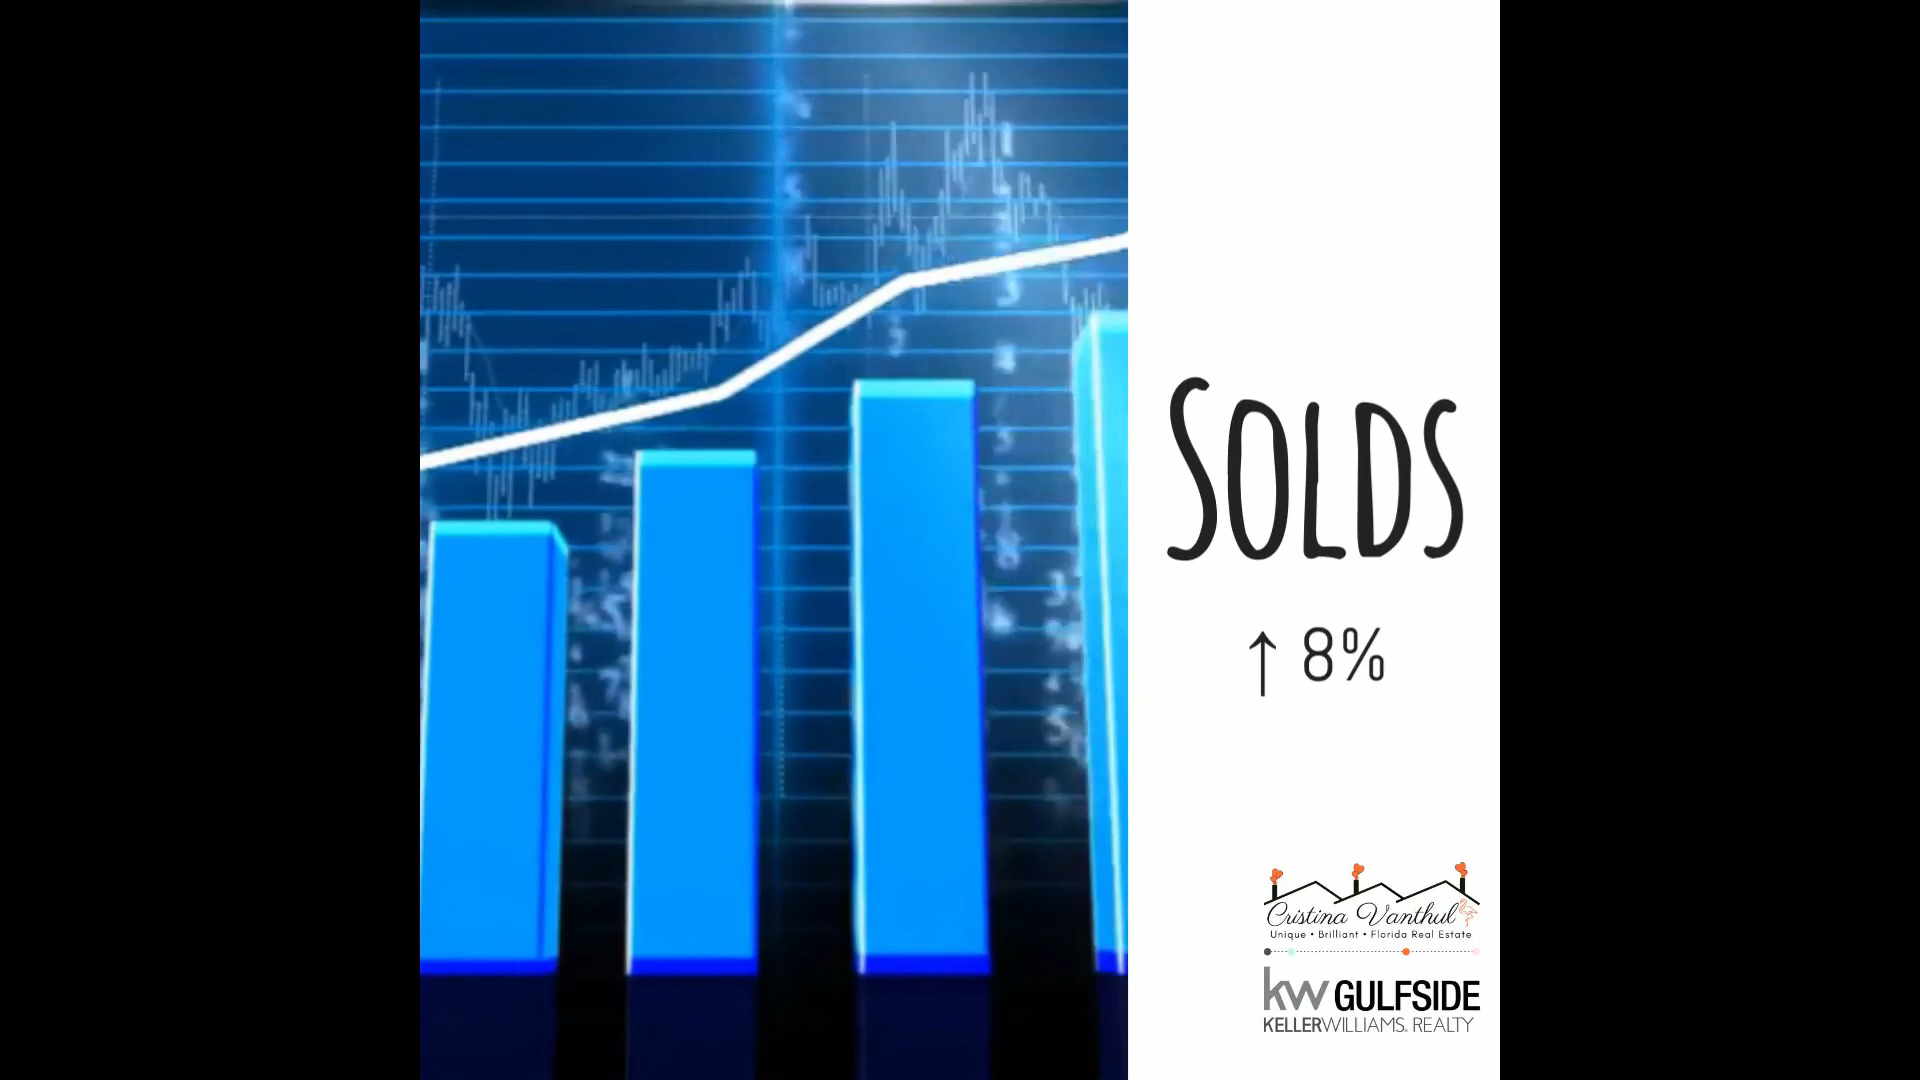 SOLDS
↑ 8%
Cristina Vanthul
Unique • Brilliant • Florida Real Estate
kw GULFSIDE
KELLERWILLIAMS. REALTY